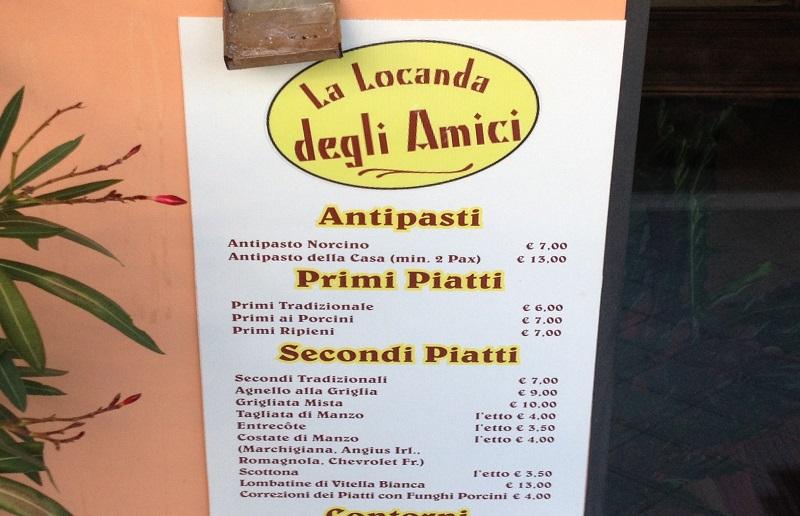 La Locanda
degli Amici
Antipasti
Antipasto Norcino € 7,00
Antipasto della Casa (min. 2 Pax) € 13,00
Primi Piatti
Primi Tradizionale € 6,00
Primi ai Porcini € 7,00
Primi Ripieni € 7,00
Secondi Piatti
Secondi Tradizionali € 7,00
Agnello alla Griglia € 9,00
Grigliata Mista € 10,00
Tagliata di Manzo l'etto € 4,00
Entrecôte l'etto € 3,50
Costate di Manzo l'etto € 4,00
(Marchigiana, Angius Irl.,
Romagnola, Chevrolet Fr.)
Scottona l'etto € 3,50
Lombatine di Vitella Bianca € 13,00
Correzioni dei Piatti con Funghi Porcini € 4,00
Contorni